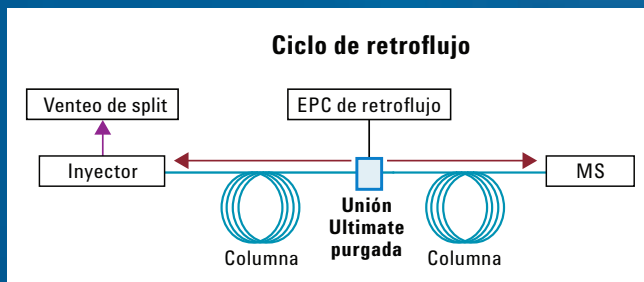 Ciclo de retroflujo
Venteo de split
EPC de retroflujo
Inyector
MS
Unión
Ultimate
purgada
Columna
Columna